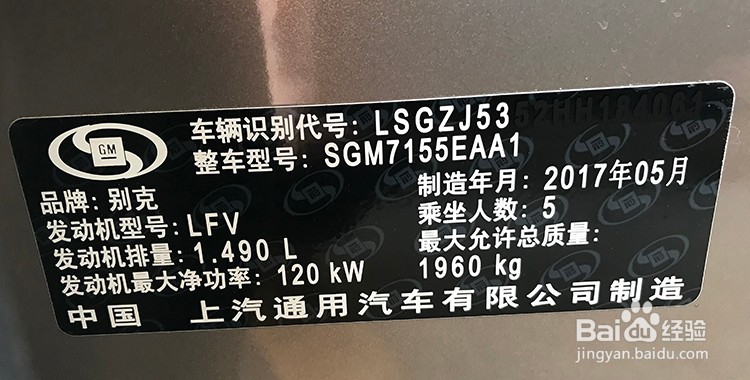 GM
车辆识别代号: LSGZJ53
整车型号: SGM7155EAA1
品牌: 别克
制造年月: 2017年05月
发动机型号: LFV
乘坐人数: 5
发动机排量: 1.490 L
最大允许总质量:
发动机最大净功率: 120 kW
1960 kg
中国 上汽通用汽车有限公司制造
Baidu经验
jingyan.baidu.com